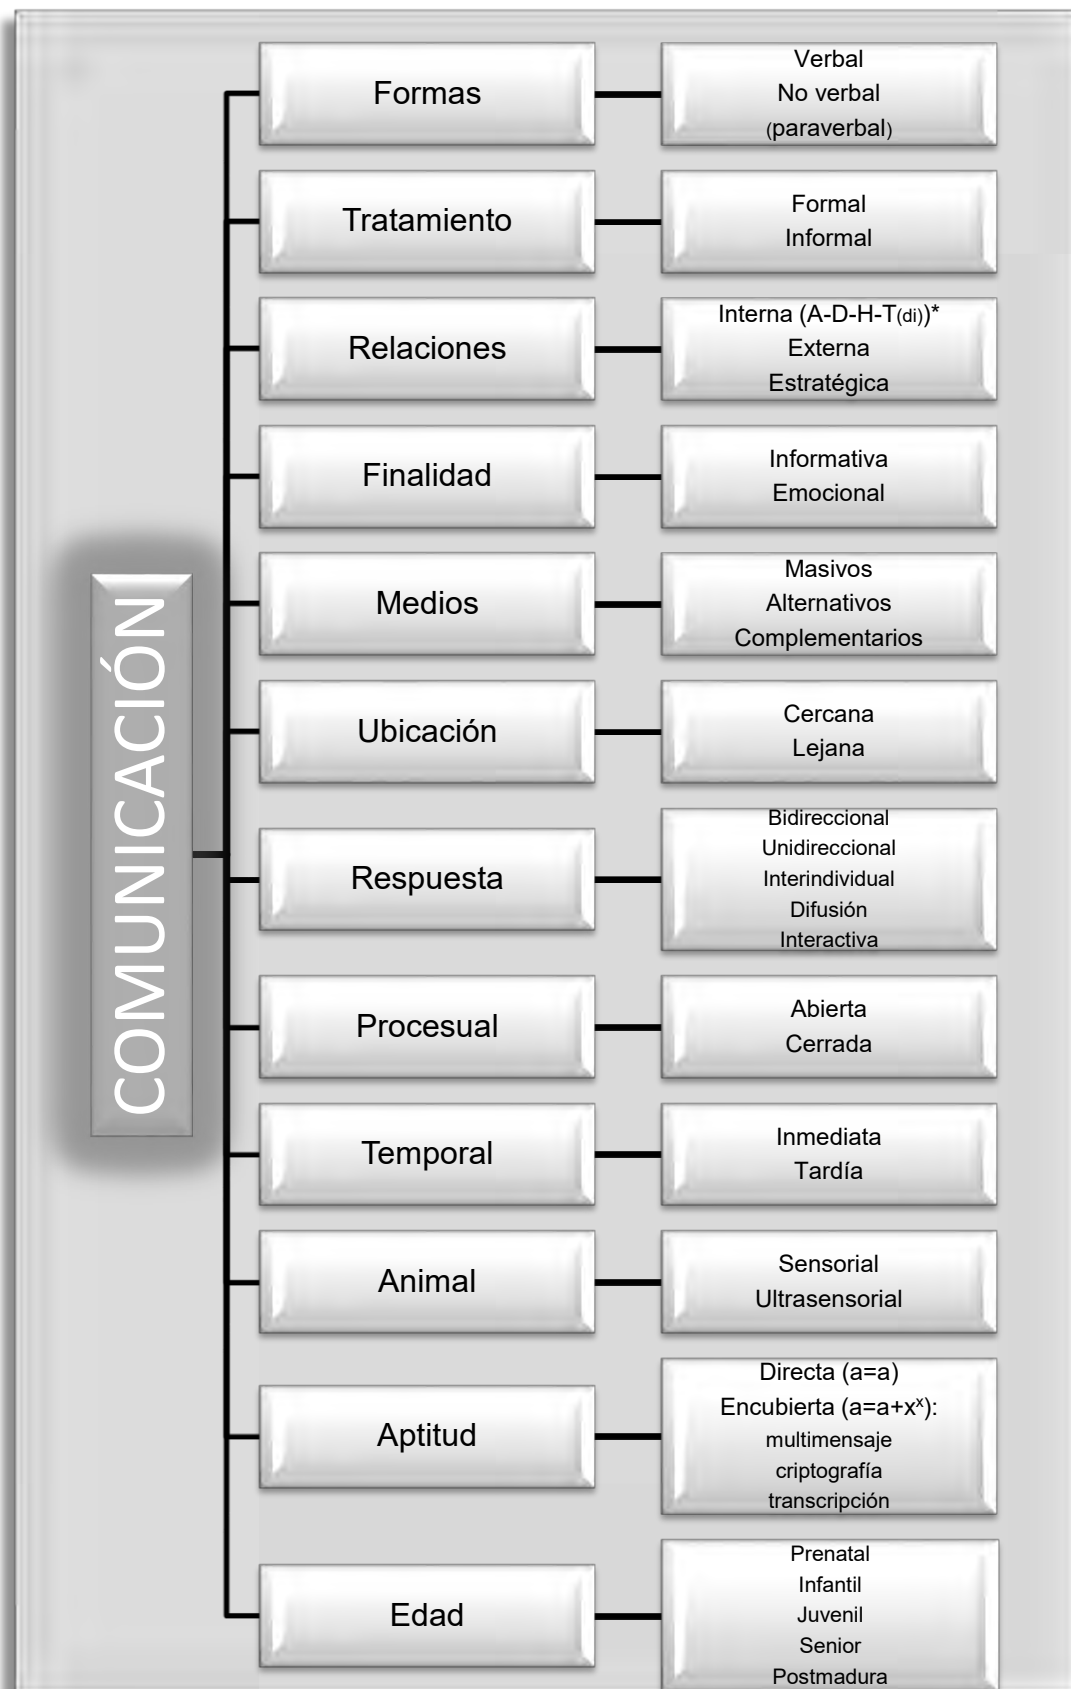 COMUNICACIÓN
Formas
Verbal
No verbal
(paraverbal)
Tratamiento
Formal
Informal
Relaciones
Interna (A-D-H-T(di))*
Externa
Estratégica
Finalidad
Informativa
Emocional
Medios
Masivos
Alternativos
Complementarios
Ubicación
Cercana
Lejana
Respuesta
Bidireccional
Unidireccional
Interindividual
Difusión
Interactiva
Procesual
Abierta
Cerrada
Temporal
Inmediata
Tardía
Animal
Sensorial
Ultrasensorial
Aptitud
Directa (a=a)
Encubierta (a=a+xˣ):
multimensaje
criptografía
transcripción
Edad
Prenatal
Infantil
Juvenil
Senior
Postmadura